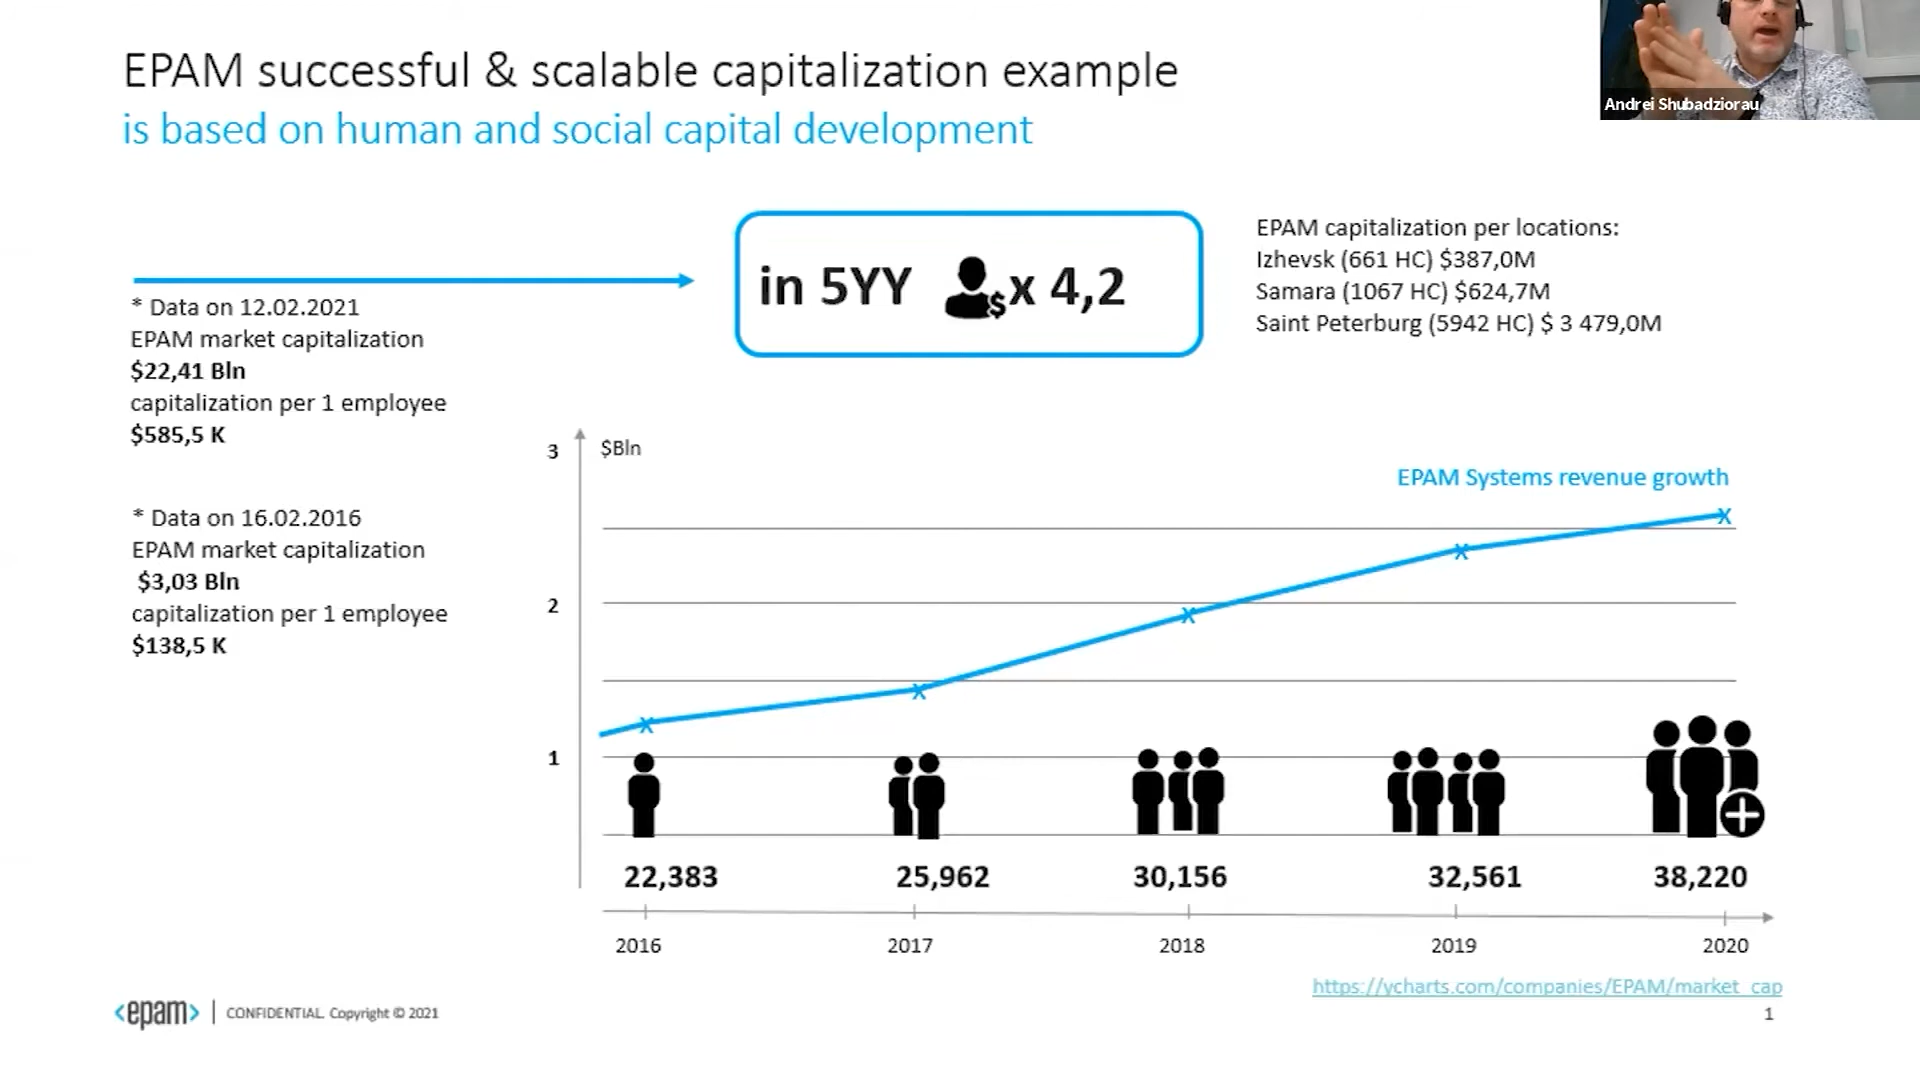 EPAM successful & scalable capitalization example
is based on human and social capital development
Andrei Shubadziorau
* Data on 12.02.2021
EPAM market capitalization
$22,41 Bln
capitalization per 1 employee
$585,5 K
in 5YY $ x 4,2
EPAM capitalization per locations:
Izhevsk (661 HC) $387,0M
Samara (1067 HC) $624,7M
Saint Peterburg (5942 HC) $ 3 479,0M
* Data on 16.02.2016
EPAM market capitalization
$3,03 Bln
capitalization per 1 employee
$138,5 K
3 $Bln
EPAM Systems revenue growth
2
1
22,383 25,962 30,156 32,561 38,220
2016 2017 2018 2019 2020
https://ycharts.com/companies/EPAM/market_cap
<epam> | CONFIDENTIAL. Copyright © 2021
1